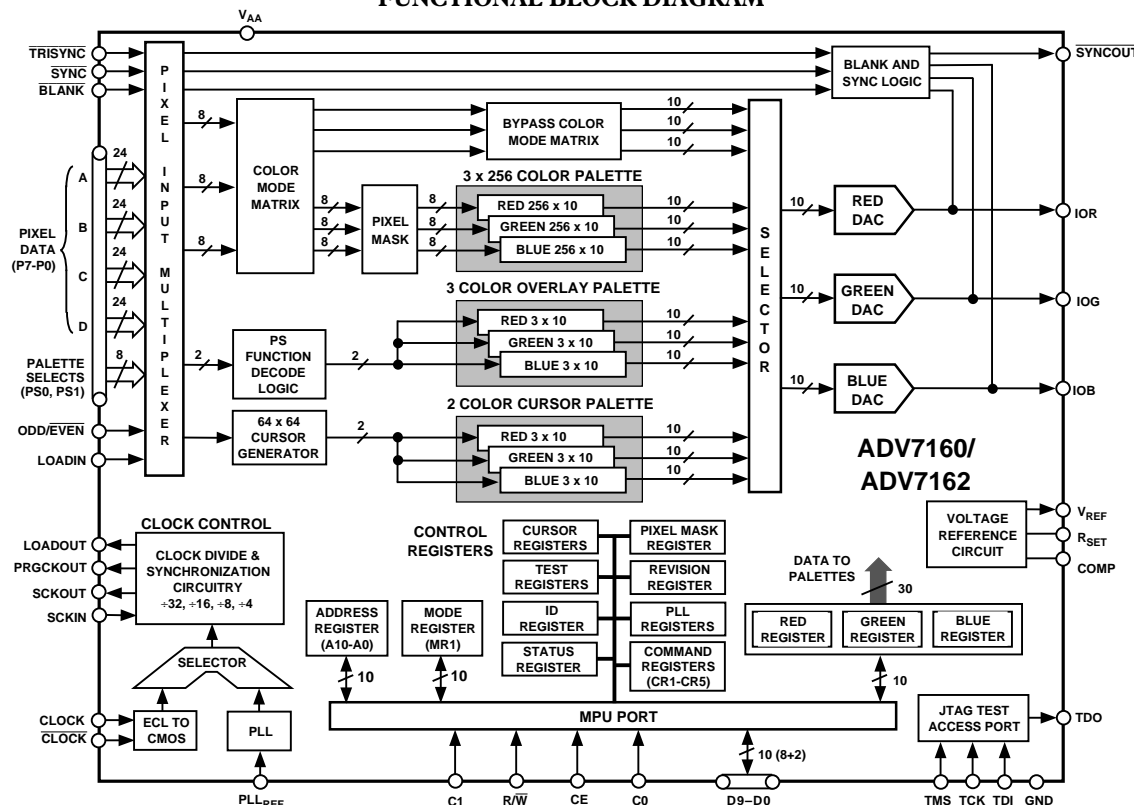 FUNCTIONAL BLOCK DIAGRAM
VAA
TRISYNC
SYNC
BLANK
SYNCOUT
BLANK AND
SYNC LOGIC
PIXEL INPUT MULTIPLEXER
8
8
8
COLOR
MODE
MATRIX
BYPASS COLOR
MODE MATRIX
10
10
10
24
A
24
B
24
C
24
D
PIXEL
DATA
(P7-P0)
8
PALETTE
SELECTS
(PS0, PS1)
ODD/EVEN
LOADIN
8
8
8
PIXEL
MASK
8
8
8
3 x 256 COLOR PALETTE
RED 256 x 10
GREEN 256 x 10
BLUE 256 x 10
10
10
10
SELECTOR
10
RED
DAC
IOR
10
GREEN
DAC
IOG
10
BLUE
DAC
IOB
2
PS
FUNCTION
DECODE
LOGIC
2
3 COLOR OVERLAY PALETTE
RED 3 x 10
GREEN 3 x 10
BLUE 3 x 10
10
10
10
64 x 64
CURSOR
GENERATOR
2
2 COLOR CURSOR PALETTE
RED 3 x 10
GREEN 3 x 10
BLUE 3 x 10
10
10
10
ADV7160/
ADV7162
VOLTAGE
REFERENCE
CIRCUIT
VREF
RSET
COMP
CLOCK CONTROL
CLOCK DIVIDE &
SYNCHRONIZATION
CIRCUITRY
÷32, ÷16, ÷8, ÷4
LOADOUT
PRGCKOUT
SCKOUT
SCKIN
SELECTOR
CLOCK
CLOCK
ECL TO
CMOS
PLL
PLLREF
CONTROL
REGISTERS
CURSOR
REGISTERS
PIXEL MASK
REGISTER
TEST
REGISTERS
REVISION
REGISTER
ID
REGISTER
PLL
REGISTERS
STATUS
REGISTER
COMMAND
REGISTERS
(CR1-CR5)
ADDRESS
REGISTER
(A10-A0)
10
MODE
REGISTER
(MR1)
10
DATA TO
PALETTES
30
RED
REGISTER
GREEN
REGISTER
BLUE
REGISTER
10
MPU PORT
10 (8+2)
C1
R/W
CE
C0
D9–D0
JTAG TEST
ACCESS PORT
TDO
TMS
TCK
TDI
GND